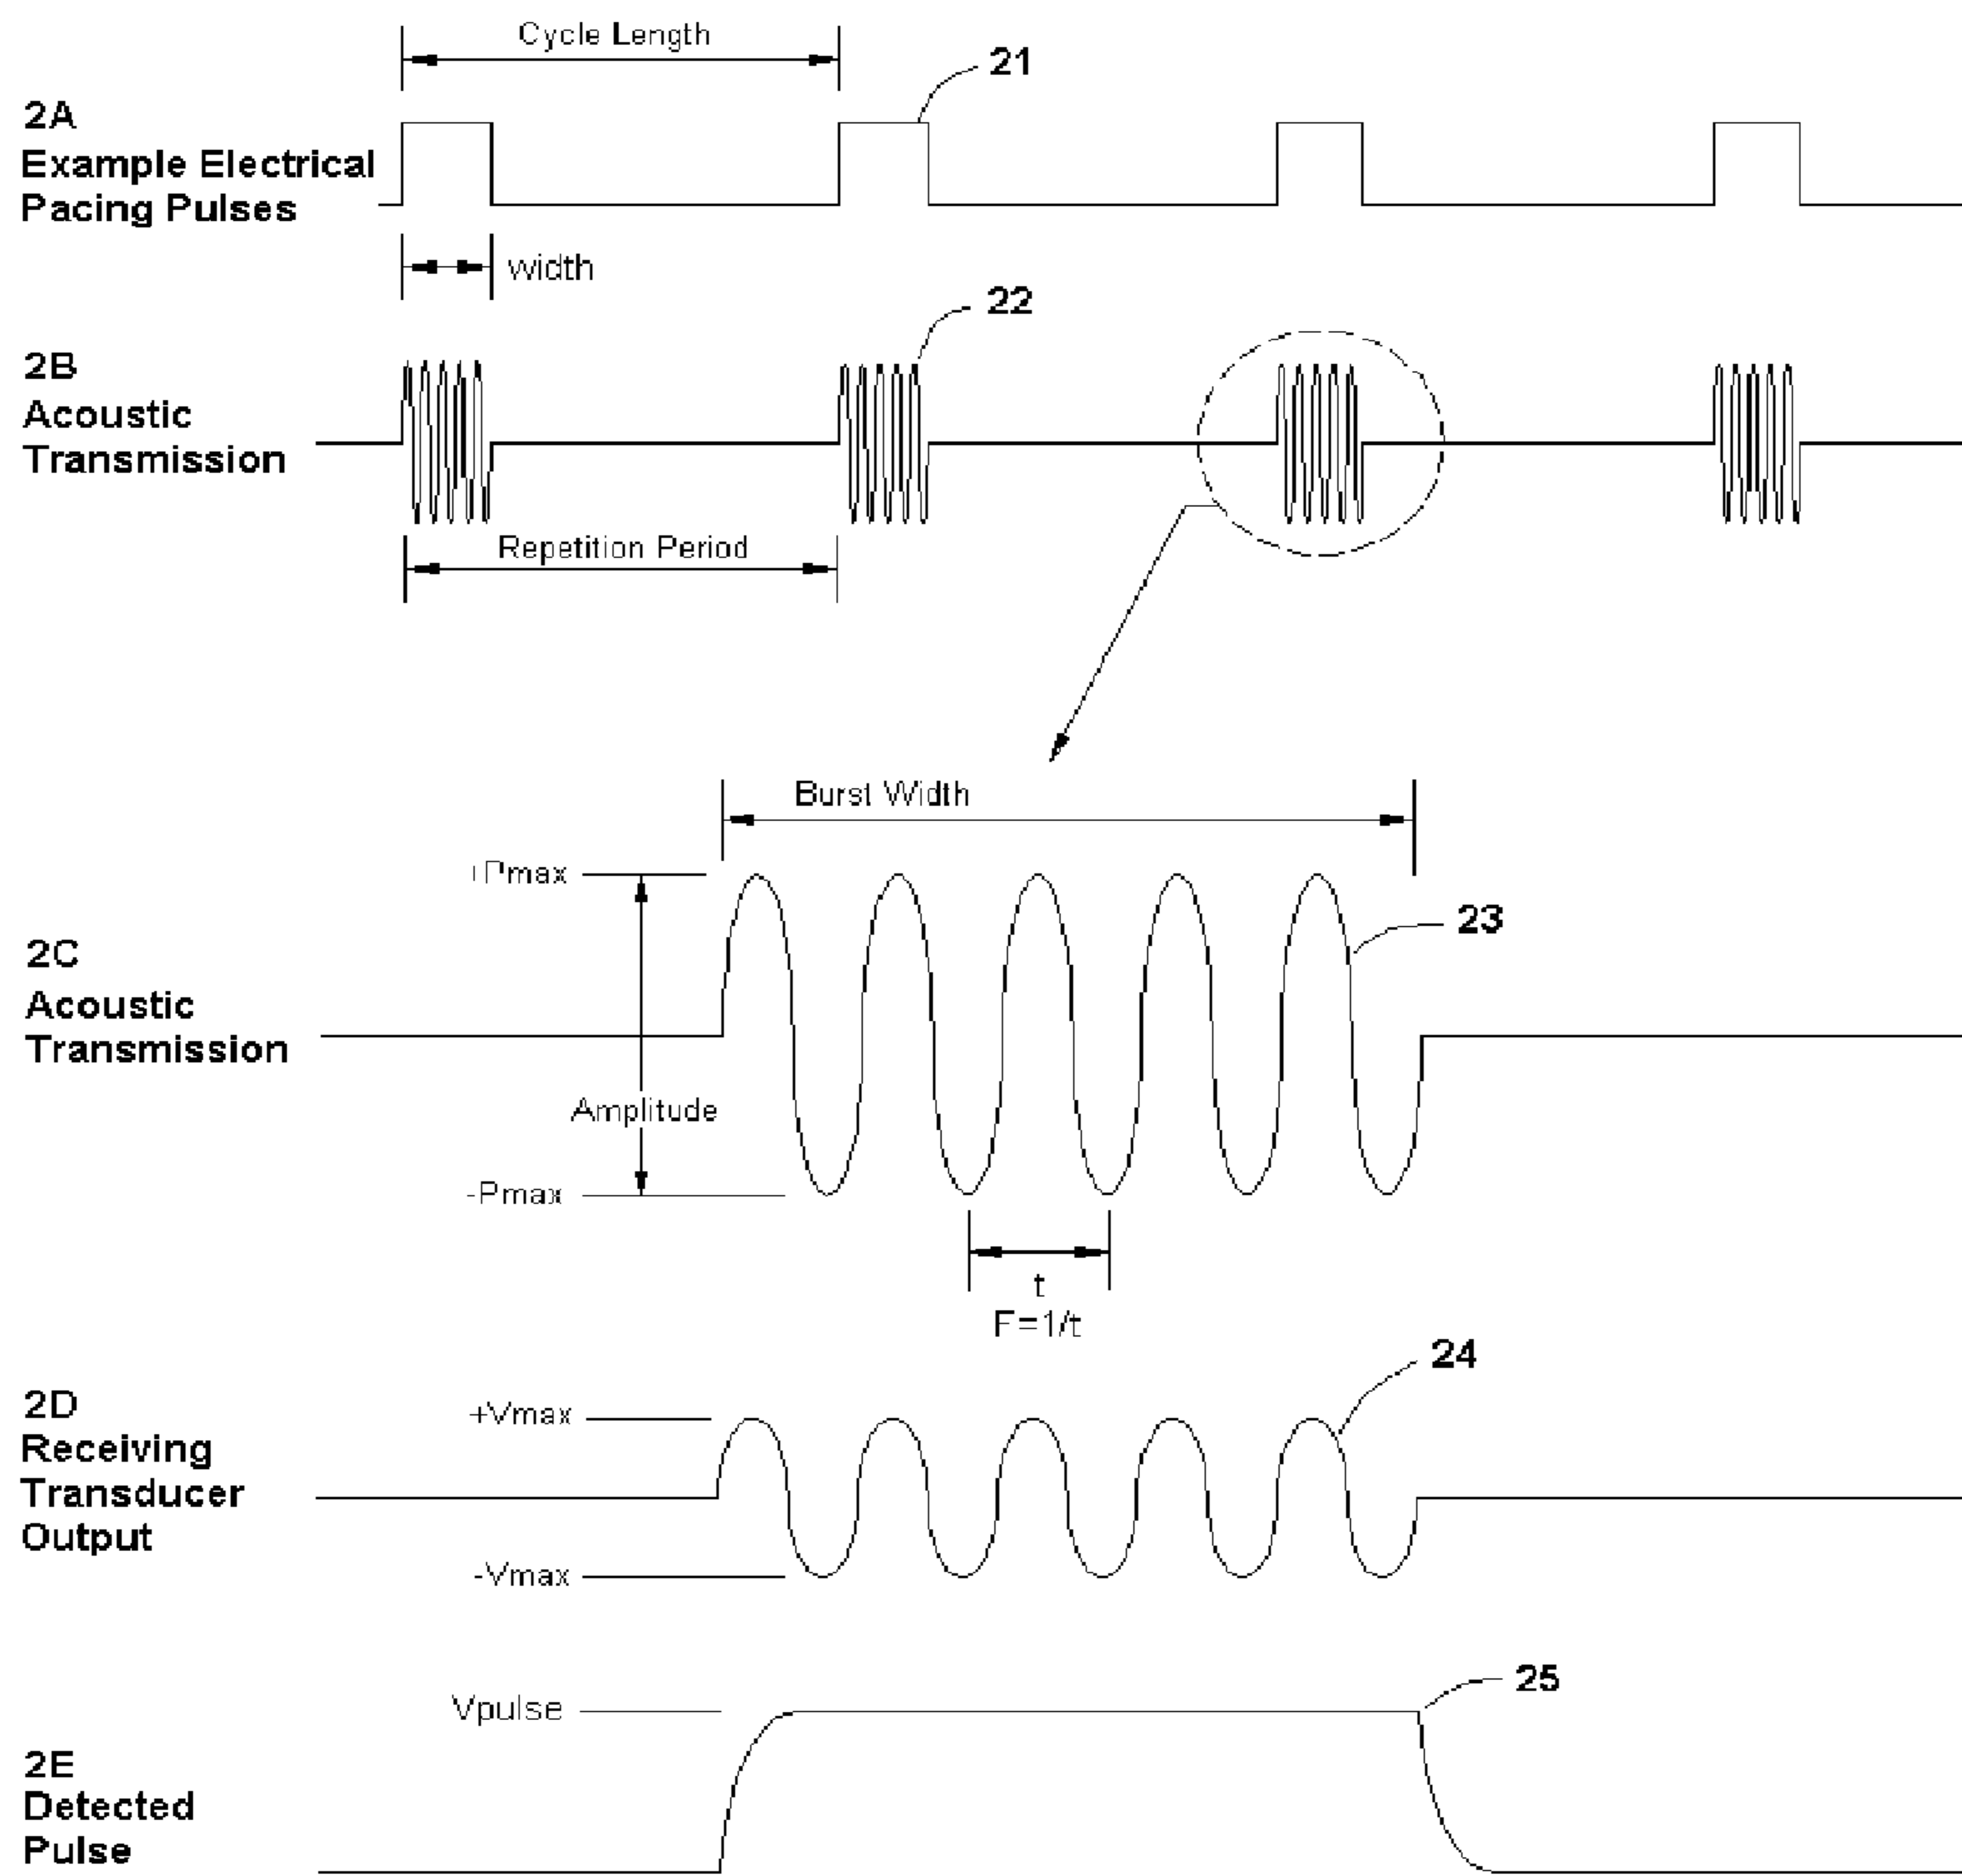 Cycle Length
21
2A
Example Electrical
Pacing Pulses
width
22
2B
Acoustic
Transmission
Repetition Period
Burst Width
+Pmax
23
2C
Acoustic
Transmission
Amplitude
-Pmax
t
F=1/t
24
2D
Receiving
Transducer
Output
+Vmax
-Vmax
25
Vpulse
2E
Detected
Pulse